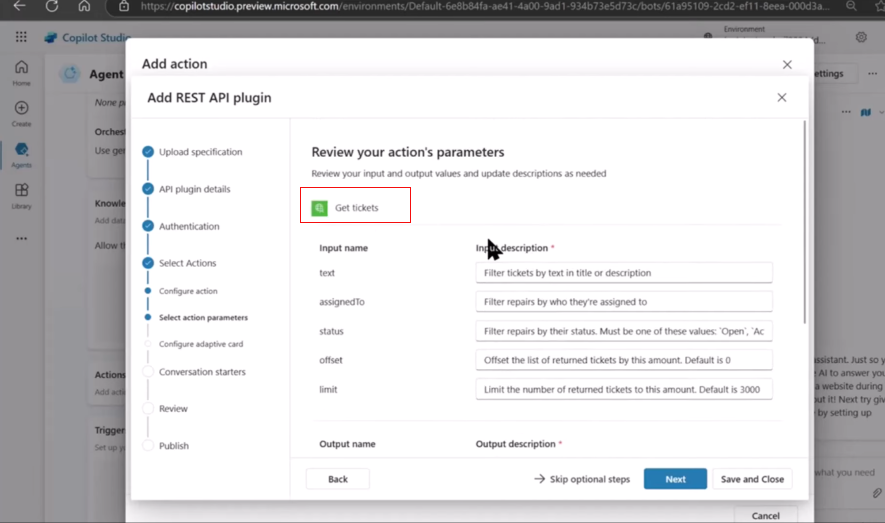 https://copilotstudio.preview.microsoft.com/environments/Default-6e8b84fa-ae41-4a00-9ad1-934b73e5d73c/bots/61a95109-2cd2-ef11-8eea-000d3a...
Copilot Studio
Environment
Home
Create
Agents
Library
Agent
ettings
None p
Orches
Use gen
Knowle
Add data
Allow th
Actions
Add actio
Trigger
Set up yo
Add action
Add REST API plugin
Upload specification
API plugin details
Authentication
Select Actions
Configure action
Select action parameters
Configure adaptive card
Conversation starters
Review
Publish
Review your action's parameters
Review your input and output values and update descriptions as needed
Get tickets
Input name
Input description *
text
Filter tickets by text in title or description
assignedTo
Filter repairs by who they're assigned to
status
Filter repairs by their status. Must be one of these values: `Open`, `Ac
offset
Offset the list of returned tickets by this amount. Default is 0
limit
Limit the number of returned tickets to this amount. Default is 3000
Output name
Output description *
Back
Skip optional steps
Next
Save and Close
Cancel
assistant. Just so y
AI to answer you
a website during
out it! Next try giv
by setting up
what you need